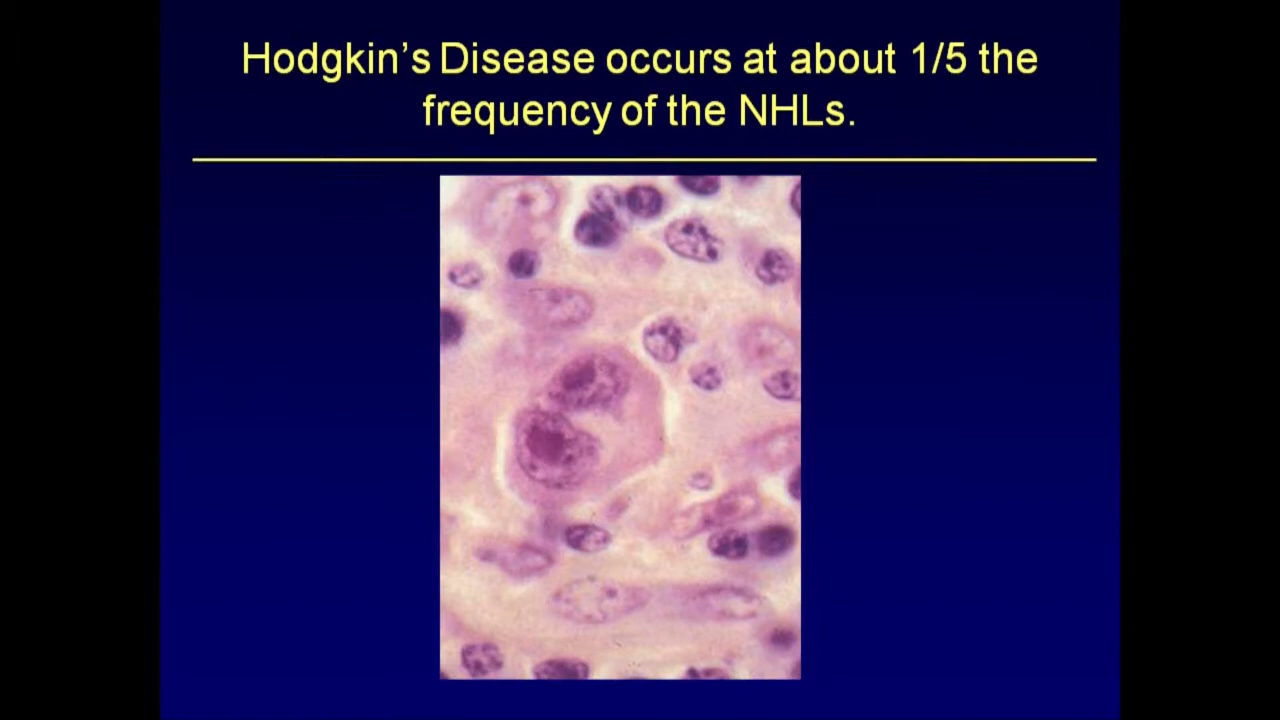 Hodgkin’s Disease occurs at about 1/5 the
frequency of the NHLs.